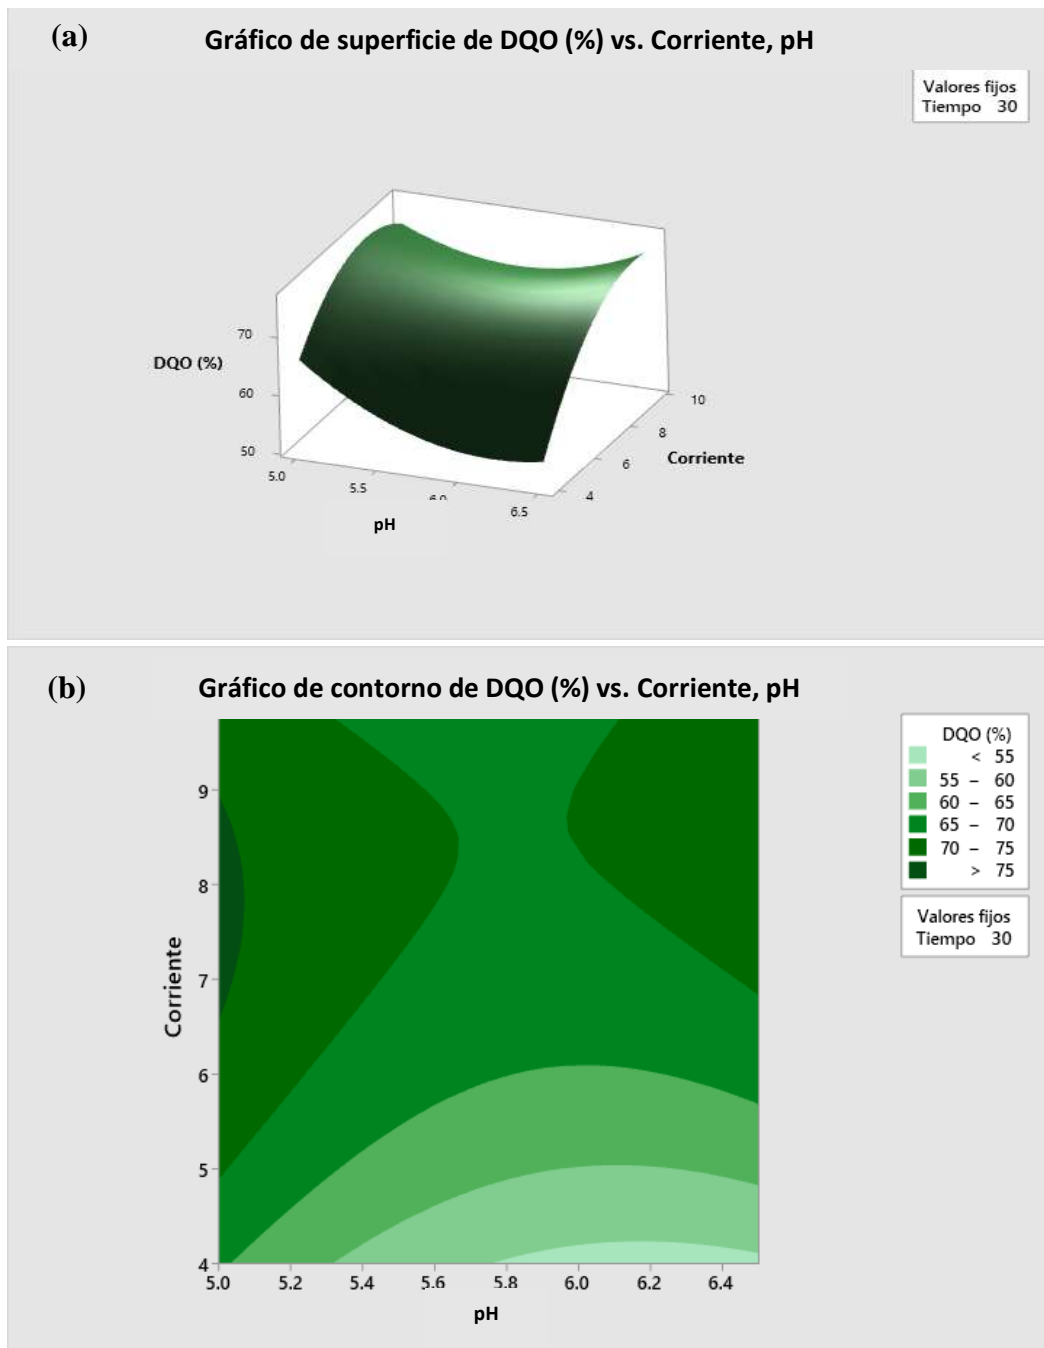 (a)
Gráfico de superficie de DQO (%) vs. Corriente, pH
Valores fijos
Tiempo 30
70
60
50
DQO (%)
5.0
5.5
6.0
6.5
pH
10
8
6
4
Corriente
(b)
Gráfico de contorno de DQO (%) vs. Corriente, pH
9
8
7
6
5
4
Corriente
5.0 5.2 5.4 5.6 5.8 6.0 6.2 6.4
pH
DQO (%)
< 55
55 – 60
60 – 65
65 – 70
70 – 75
> 75
Valores fijos
Tiempo 30